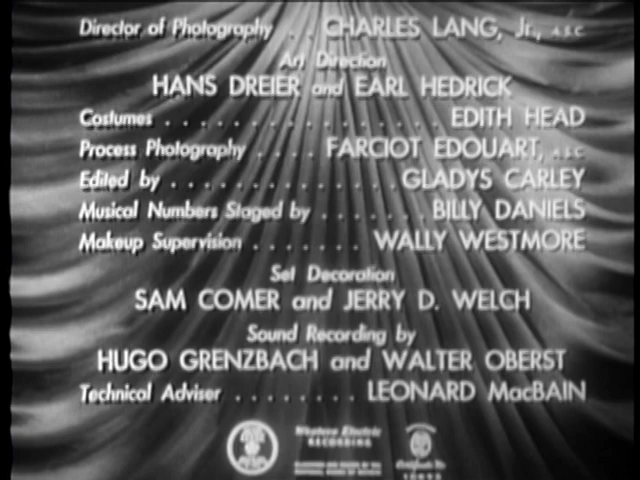 Director of Photography . . CHARLES LANG, Jr., A.S.C.
Art Direction
HANS DREIER and EARL HEDRICK
Costumes . . . . . . . . . . . . . . . . EDITH HEAD
Process Photography . . . . FARCIOT EDOUART, A.S.C.
Edited by . . . . . . . . . . . . . GLADYS CARLEY
Musical Numbers Staged by . . . . . . . BILLY DANIELS
Makeup Supervision . . . . . . . WALLY WESTMORE
Set Decoration
SAM COMER and JERRY D. WELCH
Sound Recording by
HUGO GRENZBACH and WALTER OBERST
Technical Adviser . . . . . . . . LEONARD MacBAIN
Western Electric
RECORDING
Certificate No.